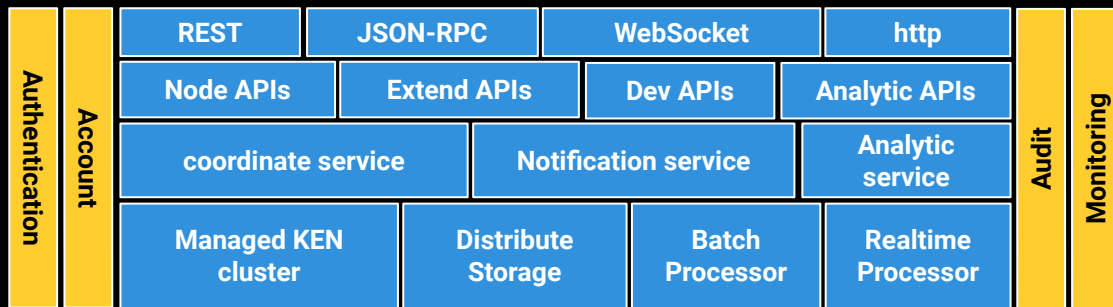 Authentication
Account
REST
JSON-RPC
WebSocket
http
Node APIs
Extend APIs
Dev APIs
Analytic APIs
coordinate service
Notification service
Analytic
service
Managed KEN
cluster
Distribute
Storage
Batch
Processor
Realtime
Processor
Audit
Monitoring